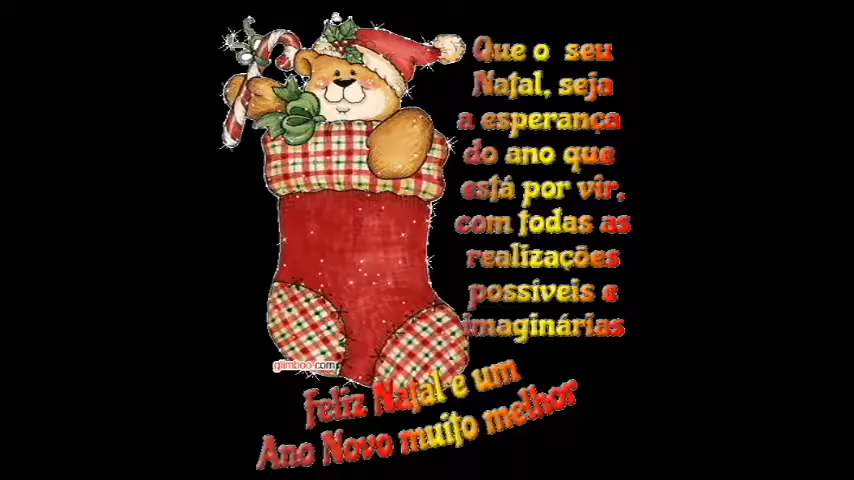 Que o seu
Natal, seja
a esperança
do ano que
está por vir,
com todas as
realizações
possíveis e
imaginárias
glimboo.com
Feliz Natal e um
Ano Novo muito melhor